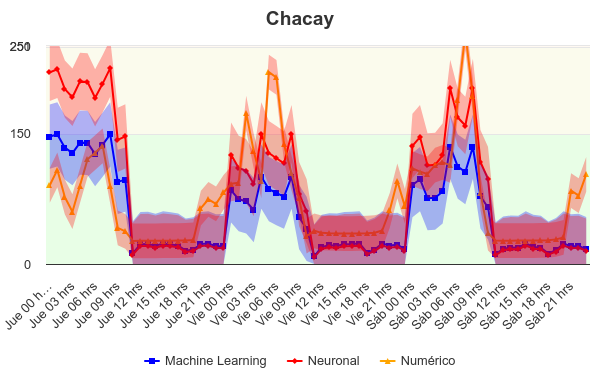 Chacay
250
150
0
Jue 00 h...
Jue 03 hrs
Jue 06 hrs
Jue 09 hrs
Jue 12 hrs
Jue 15 hrs
Jue 18 hrs
Jue 21 hrs
Vie 00 hrs
Vie 03 hrs
Vie 06 hrs
Vie 09 hrs
Vie 12 hrs
Vie 15 hrs
Vie 18 hrs
Vie 21 hrs
Sáb 00 hrs
Sáb 03 hrs
Sáb 06 hrs
Sáb 09 hrs
Sáb 12 hrs
Sáb 15 hrs
Sáb 18 hrs
Sáb 21 hrs
Machine Learning Neuronal Numérico